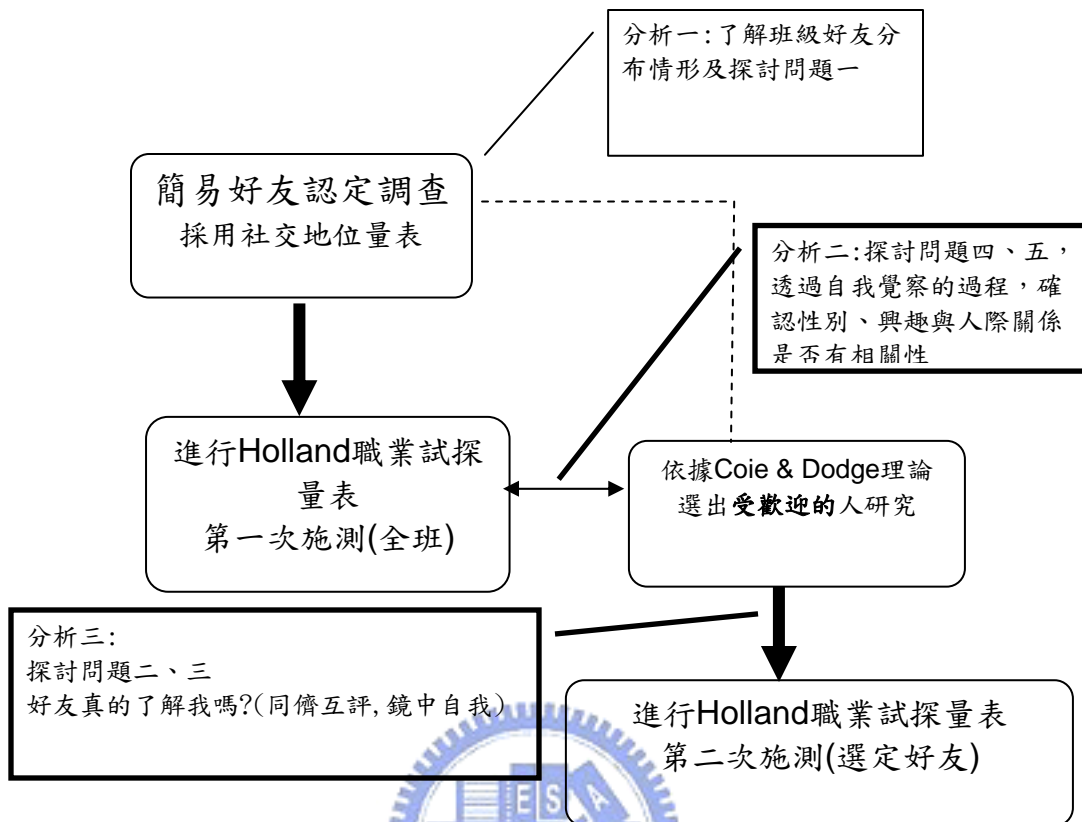 分析一:了解班級好友分
布情形及探討問題一
簡易好友認定調查
採用社交地位量表
分析二:探討問題四、五，
透過自我覺察的過程，確
認性別、興趣與人際關係
是否有相關性
進行Holland職業試探
量表
第一次施測(全班)
依據Coie & Dodge理論
選出受歡迎的人研究
分析三:
探討問題二、三
好友真的了解我嗎?(同儕互評,鏡中自我)
進行Holland職業試探量表
第二次施測(選定好友)
ESA